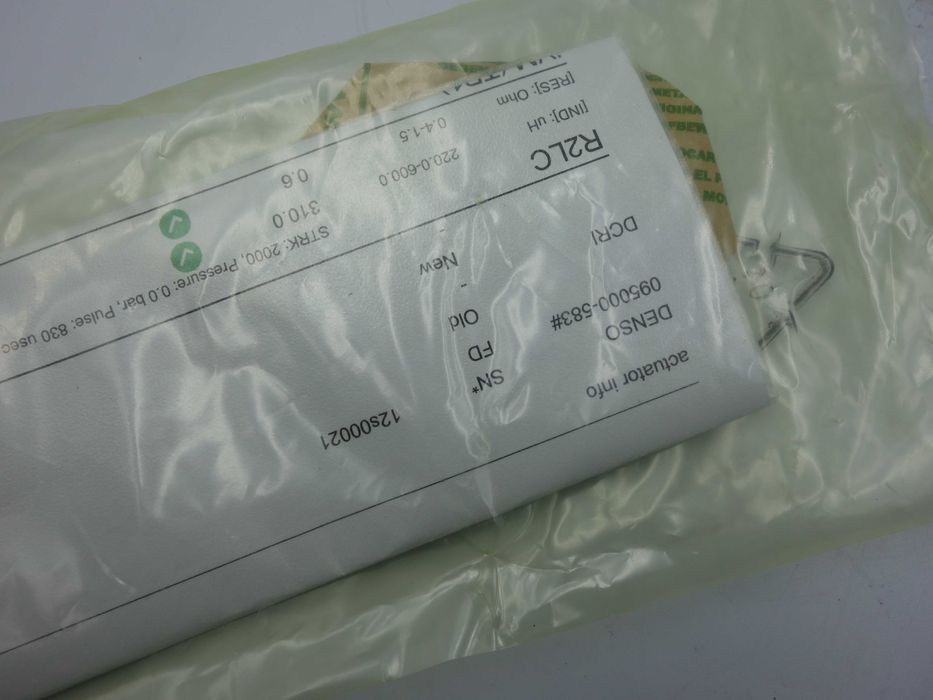 actuator info
DENSO SN* 12s00021
095000-583# FD
Old -
DCRI New -
R2LC
[IND]: uH 220.0-600.0 310.0
[RES]: Ohm 0.4-1.5 0.6
STRK: 2000, Pressure: 0.0 bar, Pulse: 830 usec
EL